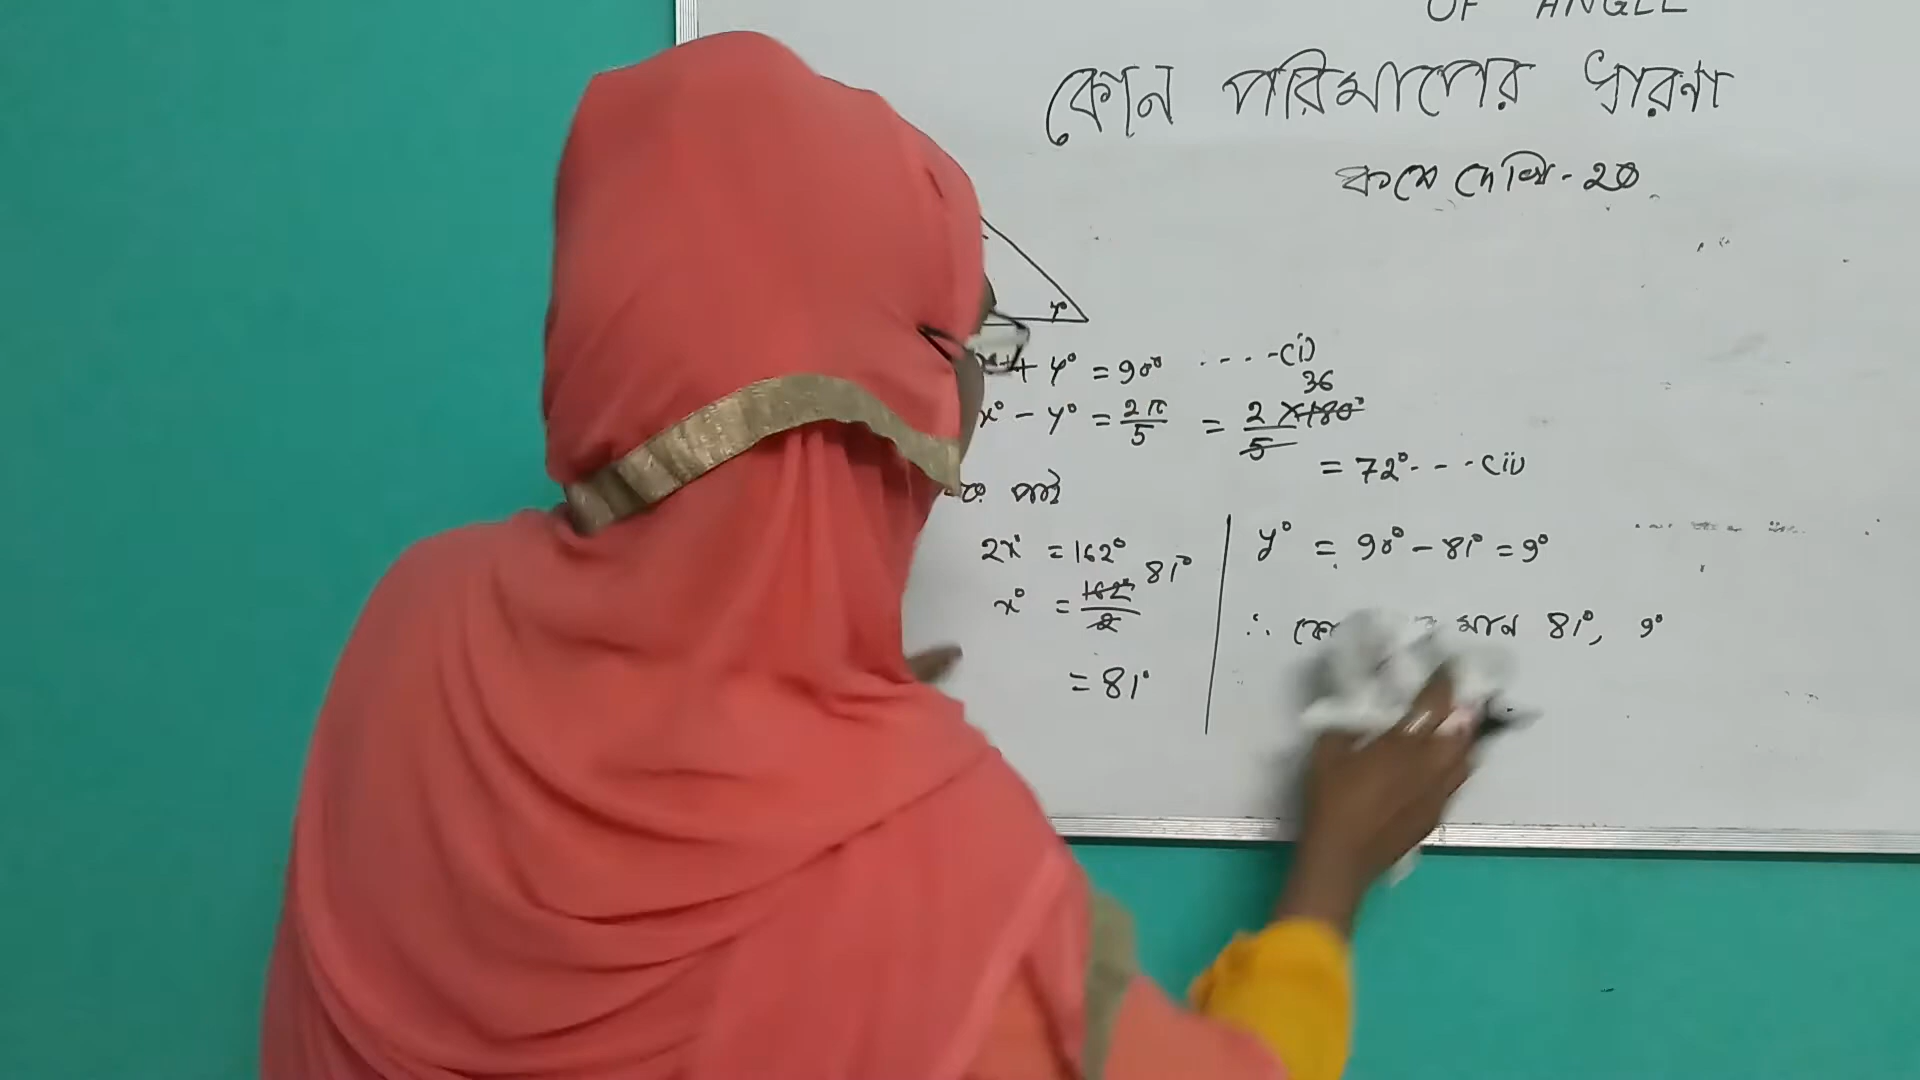 OF ANGLE
কোন পরিমাপের ধারনা
কষে দেখি-20
y°
+ y° = 90° ....(i)
36
x° - y° = 2π/5 = 2×180°/5
= 72°...(ii)
পাই
2x° = 162°
x° = 162°/2 81°
= 81°
y° = 90° - 81° = 9°
∴ মান 81°, 9°